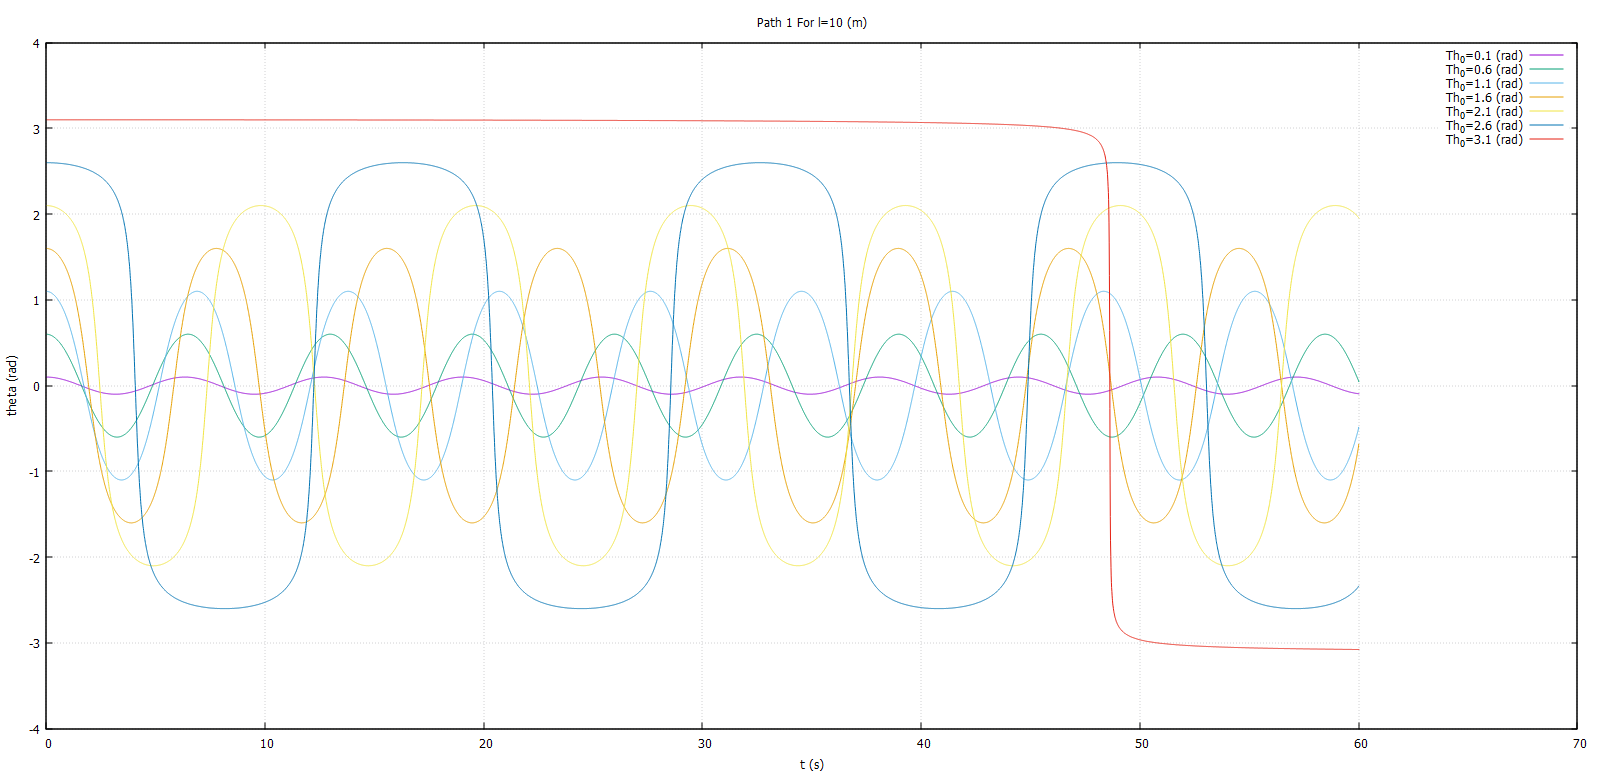 Path 1 For l=10 (m)
Th0=0.1 (rad)
Th0=0.6 (rad)
Th0=1.1 (rad)
Th0=1.6 (rad)
Th0=2.1 (rad)
Th0=2.6 (rad)
Th0=3.1 (rad)
4
3
2
1
0
-1
-2
-3
-4
theta (rad)
0 10 20 30 40 50 60 70
t (s)